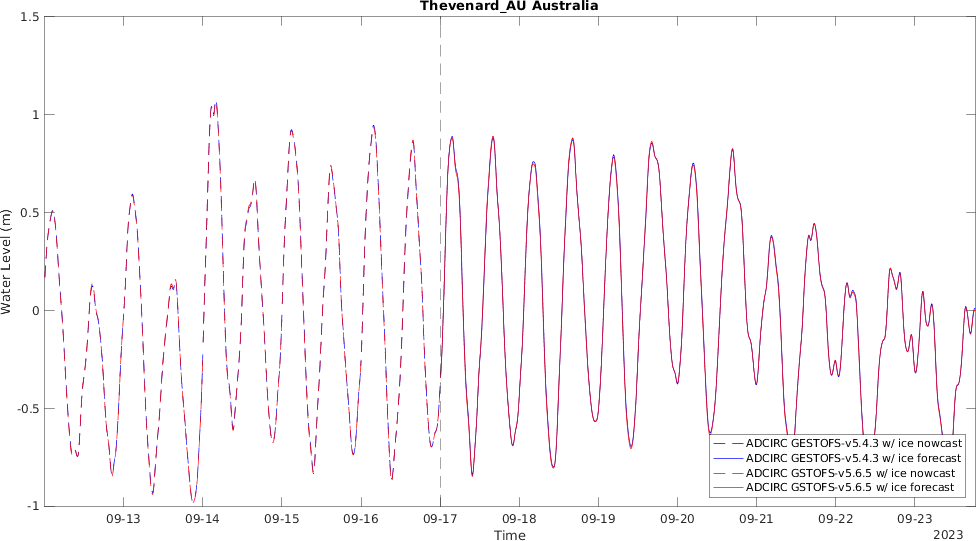 Thevenard_AU Australia
Water Level (m)
1.5
1
0.5
0
-0.5
-1
09-13 09-14 09-15 09-16 09-17 09-18 09-19 09-20 09-21 09-22 09-23
Time
2023
ADCIRC GESTOFS-v5.4.3 w/ ice nowcast
ADCIRC GESTOFS-v5.4.3 w/ ice forecast
ADCIRC GSTOFS-v5.6.5 w/ ice nowcast
ADCIRC GSTOFS-v5.6.5 w/ ice forecast